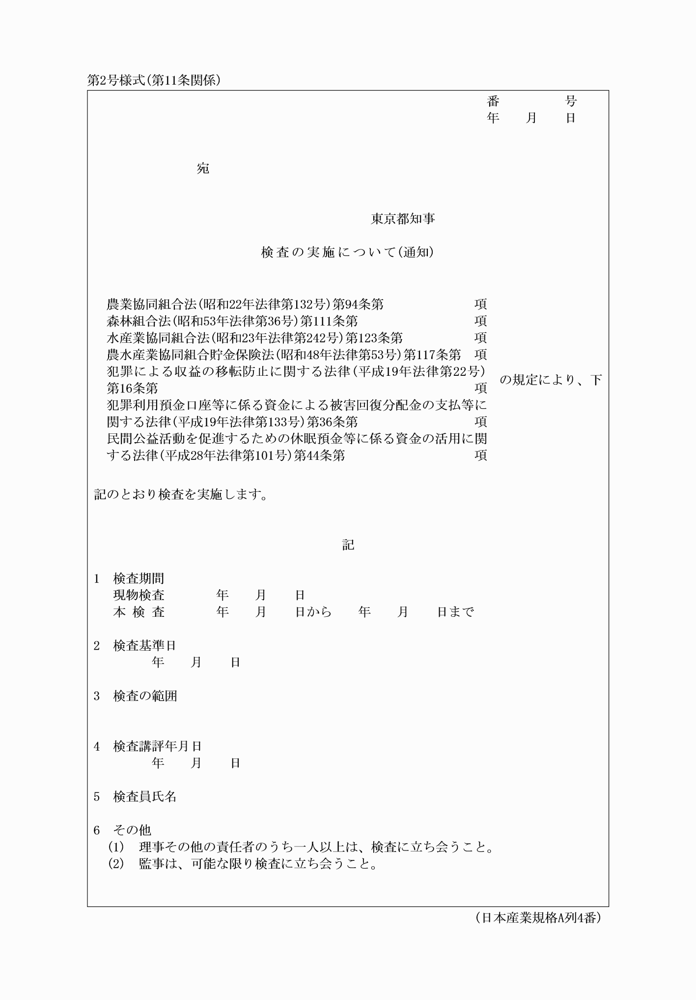 第2号様式(第11条関係)
番　　　　　号
年　　月　　日
宛
東京都知事
検査の実施について(通知)
農業協同組合法(昭和22年法律第132号)第94条第　　　　　　　項
森林組合法(昭和53年法律第36号)第111条第　　　　　　　　　項
水産業協同組合法(昭和23年法律第242号)第123条第　　　　　　項
農水産業協同組合貯金保険法(昭和48年法律第53号)第117条第　項
犯罪による収益の移転防止に関する法律(平成19年法律第22号)
の規定により、下
第16条第　　　　　　　　　　　　　　　　　　　　　　　　項
犯罪利用預金口座等に係る資金による被害回復分配金の支払等に
関する法律(平成19年法律第133号)第36条第　　　　　　　　　項
民間公益活動を促進するための休眠預金等に係る資金の活用に関
する法律(平成28年法律第101号)第44条第　　　　　　　　　　項
記のとおり検査を実施します。
記
1　検査期間
現物検査　　　　年　　月　　日
本 検 査　　　　年　　月　　日から　　年　　月　　日まで
2　検査基準日
年　　月　　日
3　検査の範囲
4　検査講評年月日
年　　月　　日
5　検査員氏名
6　その他
(1)　理事その他の責任者のうち一人以上は、検査に立ち会うこと。
(2)　監事は、可能な限り検査に立ち会うこと。
(日本産業規格A列4番)